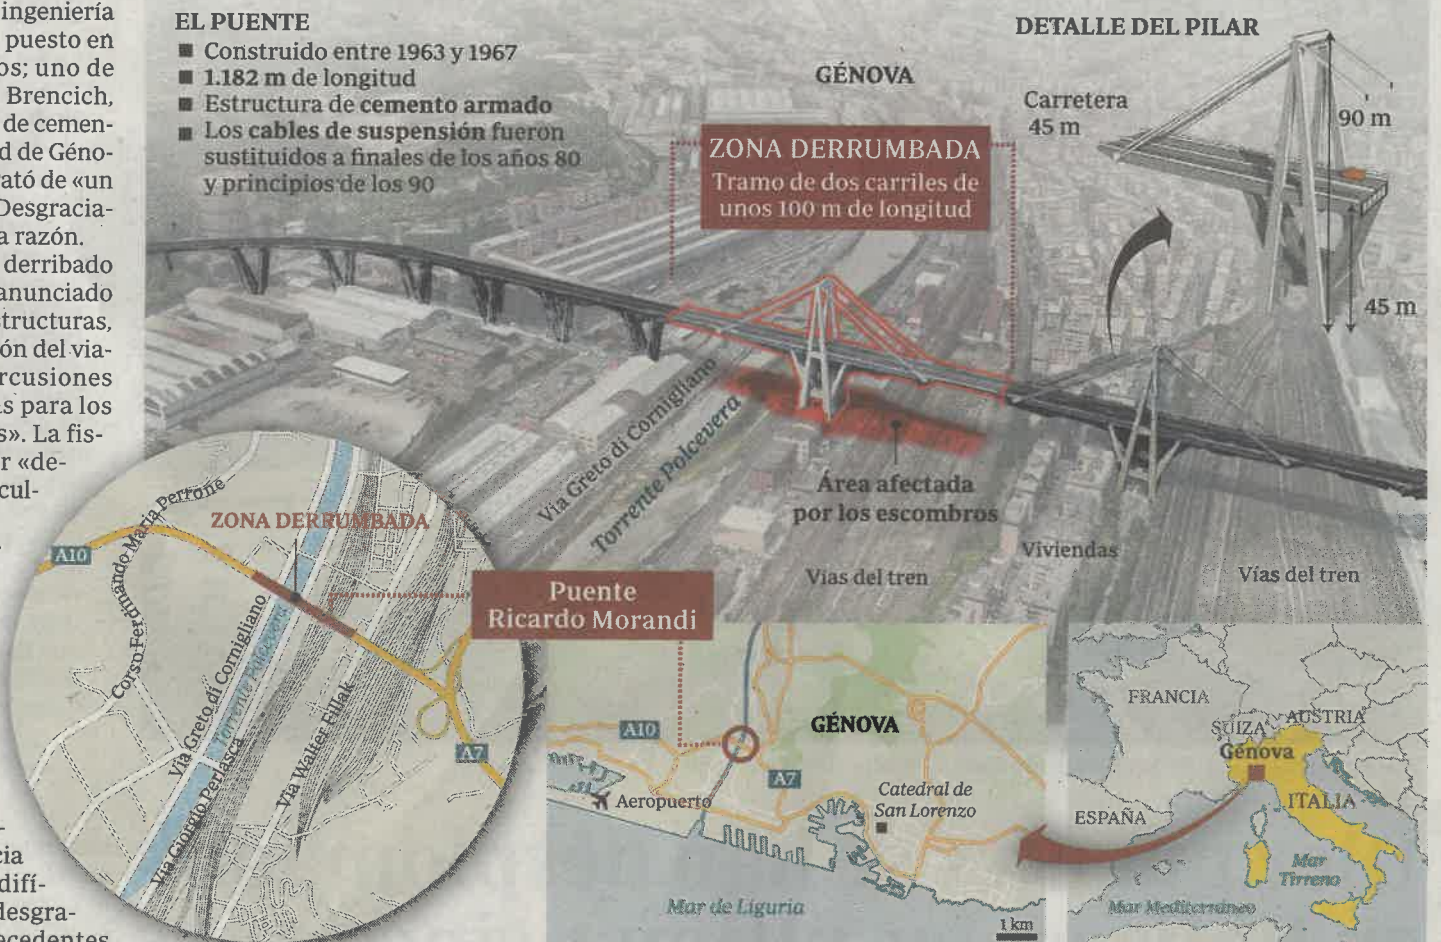 ingeniería
puesto en
os; uno de
Brencich,
de cemen-
d de Géno-
rató de «un
Desgracia-
a razón.
derribado
anunciado
structuras,
ón del via-
ercusiones
as para los
s». La fis-
r «de-
cul-
cia
difí-
desgra-
ecedentes
EL PUENTE
■ Construido entre 1963 y 1967
■ 1.182 m de longitud
■ Estructura de cemento armado
■ Los cables de suspensión fueron
sustituidos a finales de los años 80
y principios de los 90
GÉNOVA
ZONA DERRUMBADA
Tramo de dos carriles de
unos 100 m de longitud
DETALLE DEL PILAR
Carretera
45 m
90 m
45 m
Via Greto di Cornigliano
Torrente Polcevera
Área afectada
por los escombros
Vías del tren
Viviendas
Vías del tren
ZONA DERRUMBADA
A10
Corso Ferdinando Maria Perrone
Via Greto di Cornigliano
Torrente Polcevera
Via Giordo Perlasca
Via Walter Fillak
A7
Puente
Ricardo Morandi
A10
GÉNOVA
A7
Aeropuerto
Catedral de
San Lorenzo
Mar de Liguria
1 km
FRANCIA
SUIZA
AUSTRIA
Génova
ITALIA
ESPAÑA
Mar
Tirreno
Mar Mediterráneo